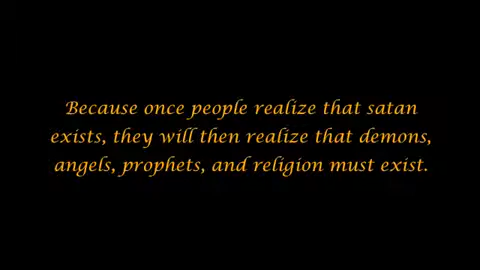 Because once people realize that satan
exists, they will then realize that demons,
angels, prophets, and religion must exist.